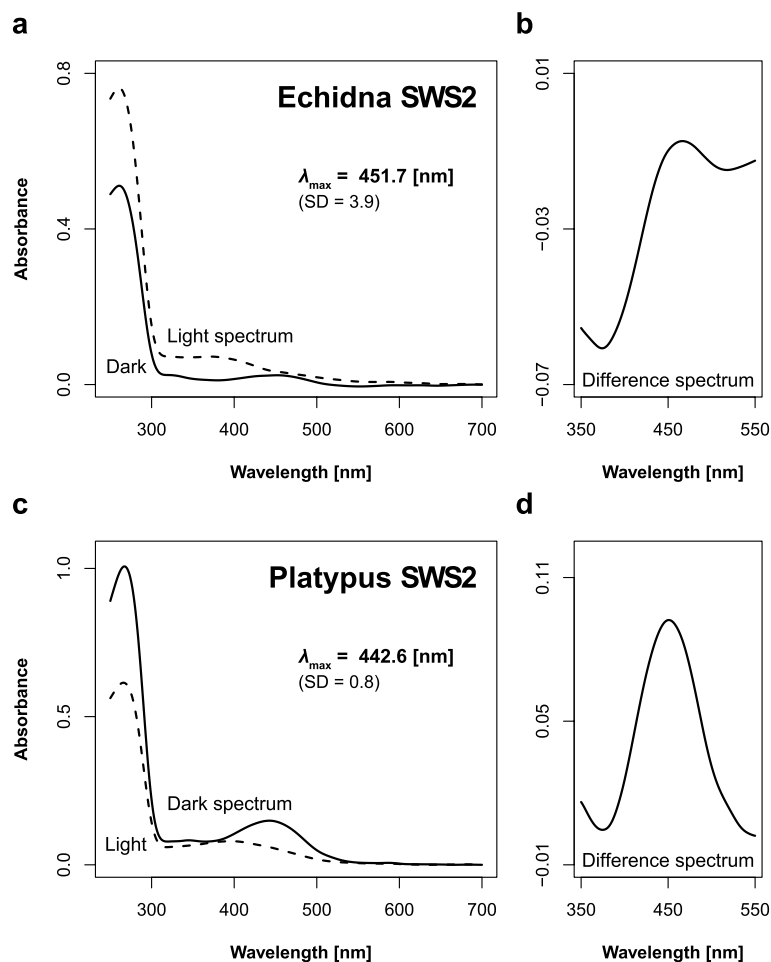 a
Echidna SWS2
λmax = 451.7 [nm]
(SD = 3.9)
Light spectrum
Dark
Absorbance
0.0
0.4
0.8
300
400
500
600
700
Wavelength [nm]
b
0.01
−0.03
−0.07
Difference spectrum
350
450
550
Wavelength [nm]
c
Platypus SWS2
λmax = 442.6 [nm]
(SD = 0.8)
Dark spectrum
Light
Absorbance
0.0
0.5
1.0
300
400
500
600
700
Wavelength [nm]
d
0.11
0.05
−0.01
Difference spectrum
350
450
550
Wavelength [nm]